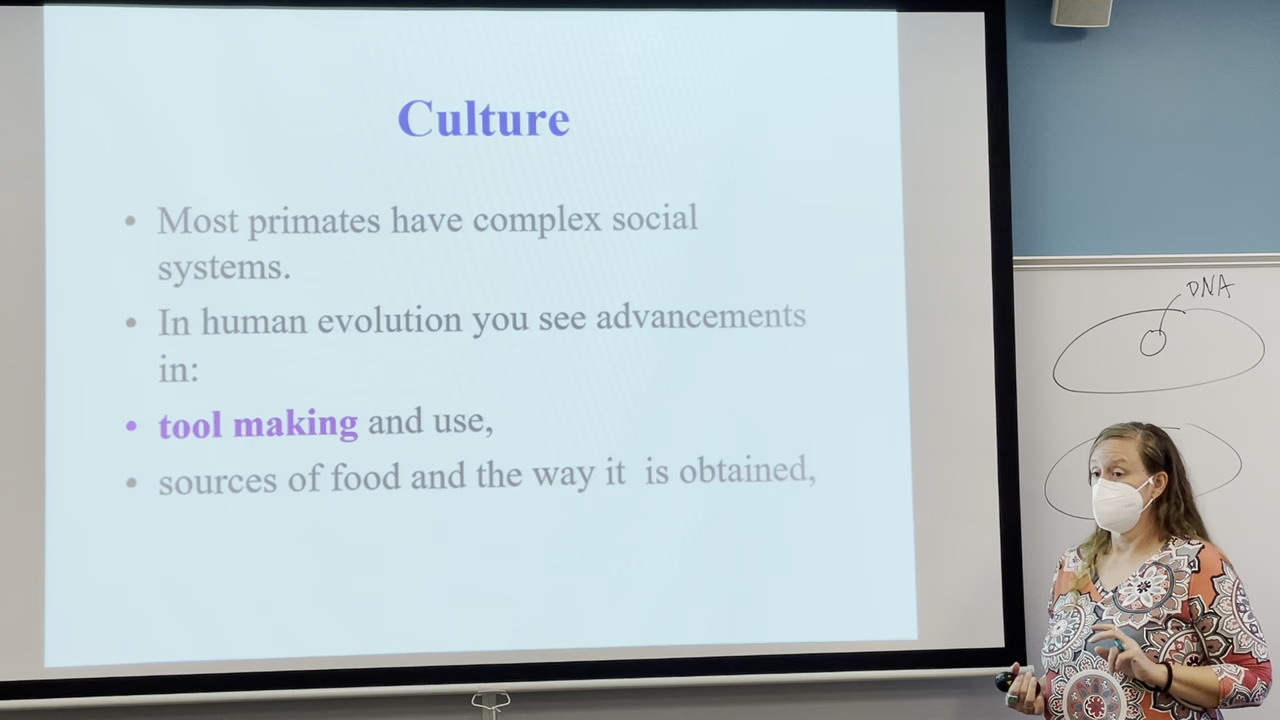 Culture
• Most primates have complex social
systems.
• In human evolution you see advancements
in:
• tool making and use,
• sources of food and the way it is obtained,
DNA